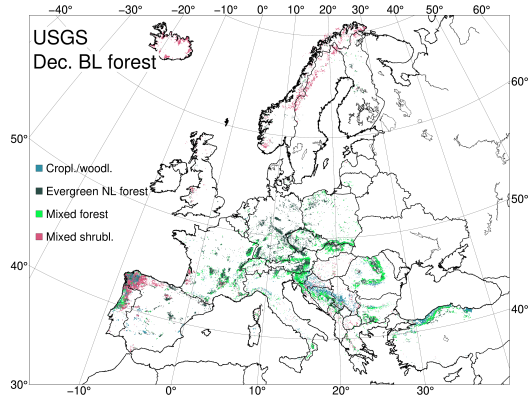 −40° −30° −20° −10° 0° 10° 20° 30° 40° 50° 60°
USGS
Dec. BL forest
60°
50°
Cropl./woodl.
Evergreen NL forest
50°
Mixed forest
Mixed shrubl.
40°
40°
30°
−10° 0° 10° 20° 30°